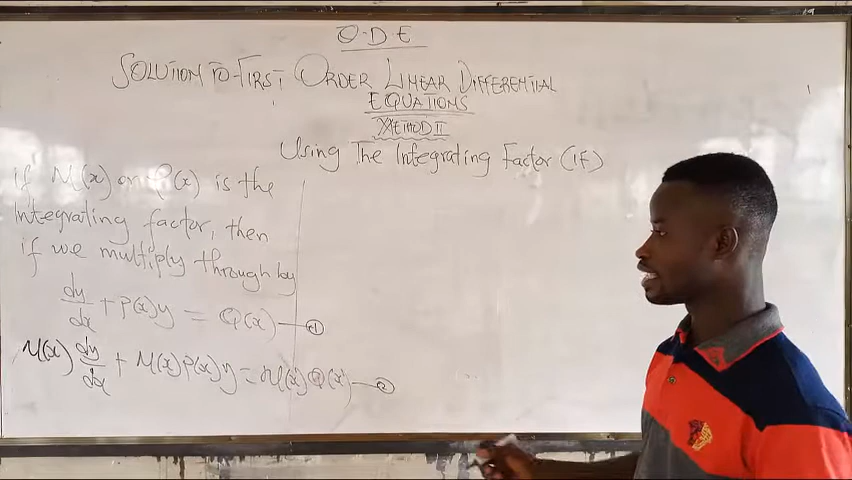 O.D.E
SOLUTION TO FIRST ORDER LINEAR DIFFERENTIAL
EQUATIONS
METHOD II
Using The Integrating Factor (IF)
if M(x) or φ(x) is the
Integrating factor, then
if we multiply through by
dy/dx + P(x)y = Q(x) — ①
M(x) dy/dx + M(x)P(x)y = M(x)Q(x) — ②